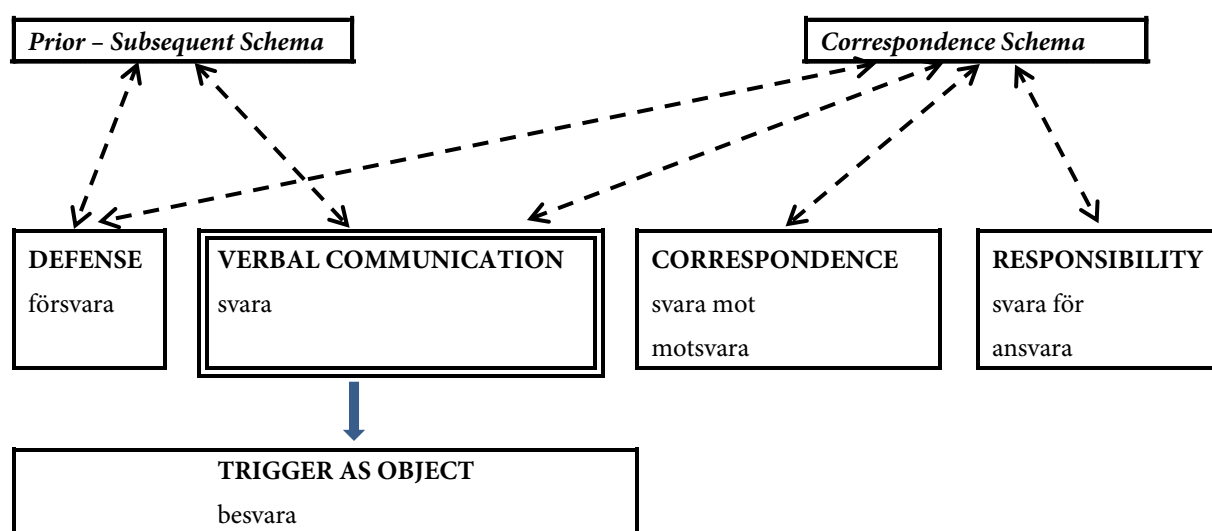 Prior – Subsequent Schema
Correspondence Schema
DEFENSE
försvara
VERBAL COMMUNICATION
svara
CORRESPONDENCE
svara mot
motsvara
RESPONSIBILITY
svara för
ansvara
TRIGGER AS OBJECT
besvara